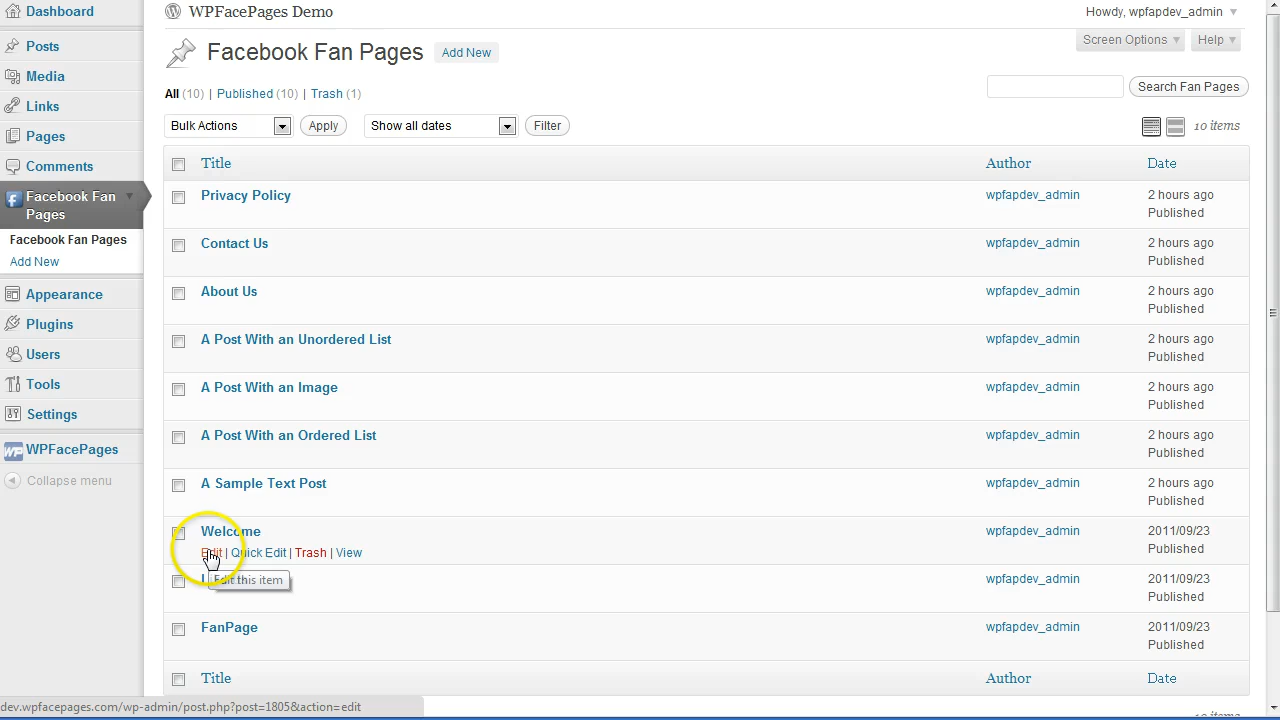 Dashboard
WPFacePages Demo
Howdy, wpfapdev_admin
Posts
Media
Links
Pages
Comments
Facebook Fan
Pages
Facebook Fan Pages
Add New
Appearance
Plugins
Users
Tools
Settings
WPFacePages
Collapse menu
Screen Options
Help
Facebook Fan Pages Add New
All (10) | Published (10) | Trash (1)
Search Fan Pages
Bulk Actions Apply Show all dates Filter
10 items
Title Author Date
Privacy Policy wpfapdev_admin 2 hours ago
Published
Contact Us wpfapdev_admin 2 hours ago
Published
About Us wpfapdev_admin 2 hours ago
Published
A Post With an Unordered List wpfapdev_admin 2 hours ago
Published
A Post With an Image wpfapdev_admin 2 hours ago
Published
A Post With an Ordered List wpfapdev_admin 2 hours ago
Published
A Sample Text Post wpfapdev_admin 2 hours ago
Published
Welcome wpfapdev_admin 2011/09/23
Published
Edit | Quick Edit | Trash | View
Edit this item
wpfapdev_admin 2011/09/23
Published
FanPage wpfapdev_admin 2011/09/23
Published
Title Author Date
dev.wpfacepages.com/wp-admin/post.php?post=1805&action=edit
10 items